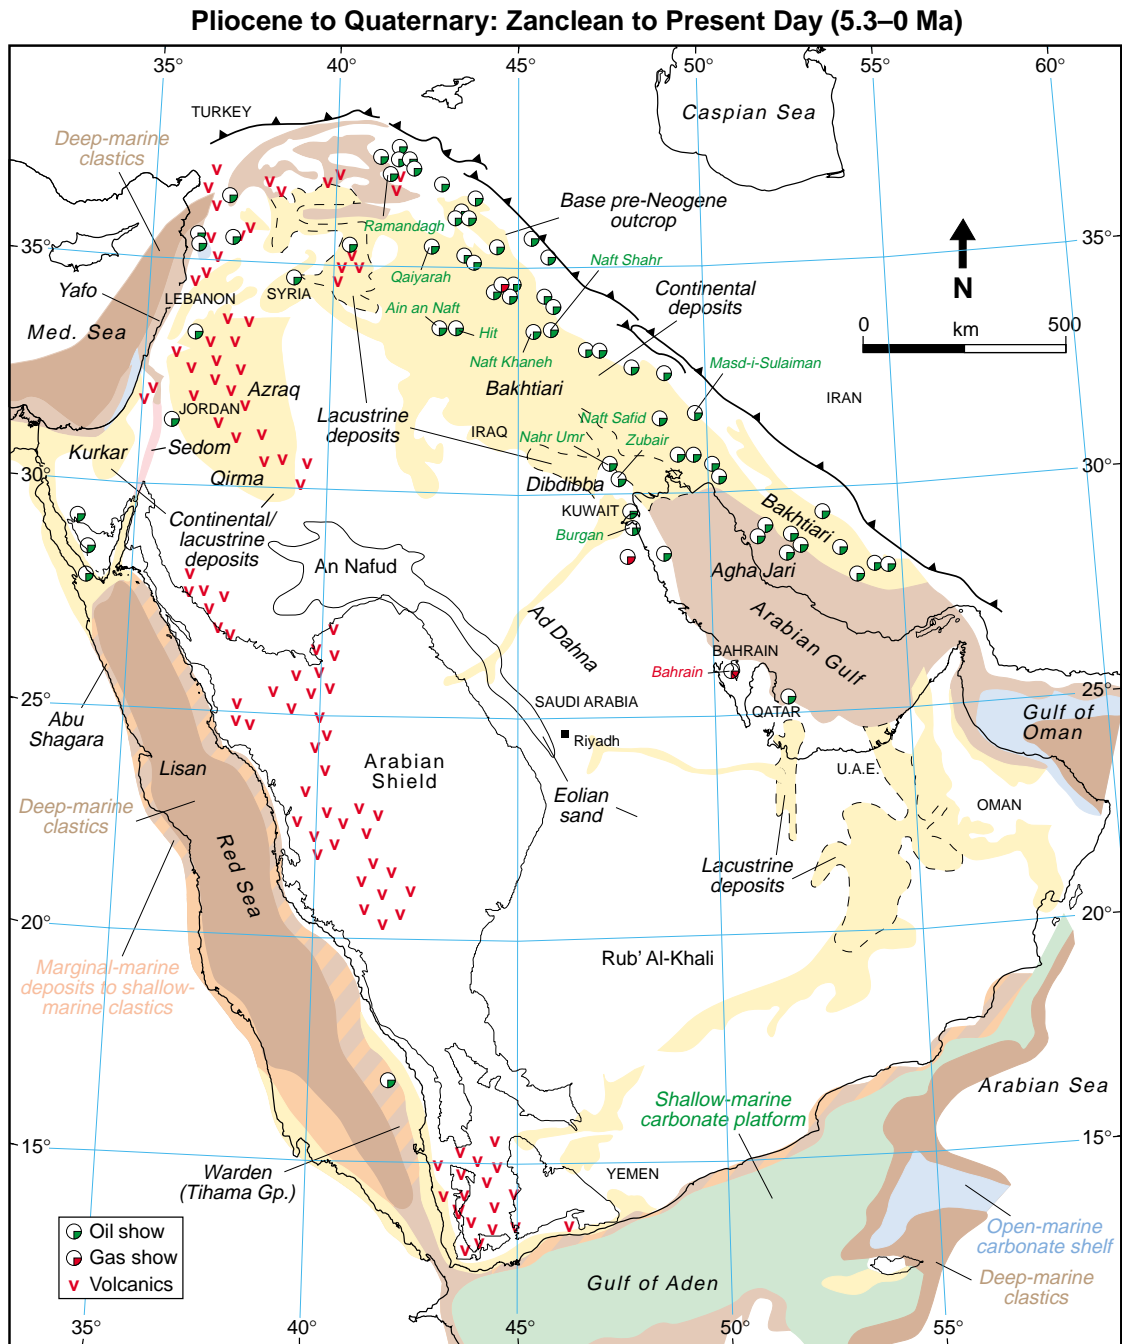 Pliocene to Quaternary: Zanclean to Present Day (5.3–0 Ma)
35°
40°
45°
50°
55°
60°
TURKEY
Caspian Sea
Deep-marine
clastics
Base pre-Neogene
outcrop
Ramandagh
35°
35°
Naft Shahr
Qaiyarah
N
Yafo
LEBANON
SYRIA
Continental
deposits
Ain an Naft
Hit
0
km
500
Med. Sea
Naft Khaneh
Masd-i-Sulaiman
Azraq
Bakhtiari
IRAN
JORDAN
Lacustrine
deposits
Naft Safid
IRAQ
Nahr Umr
Zubair
Kurkar
Sedom
30°
30°
Qirma
Dibdibba
Bakhtiari
KUWAIT
Continental/
lacustrine
deposits
Burgan
An Nafud
Agha Jari
Arabian Gulf
Ad Dahna
BAHRAIN
Bahrain
25°
25°
SAUDI ARABIA
QATAR
Abu
Shagara
Gulf of
Oman
Riyadh
Arabian
Shield
Lisan
U.A.E.
Eolian
sand
OMAN
Deep-marine
clastics
Red Sea
Lacustrine
deposits
20°
20°
Rub' Al-Khali
Marginal-marine
deposits to shallow-
marine clastics
Arabian Sea
Shallow-marine
carbonate platform
15°
15°
Warden
(Tihama Gp.)
YEMEN
Oil show
Gas show
v Volcanics
Open-marine
carbonate shelf
Gulf of Aden
Deep-marine
clastics
35°
40°
45°
50°
55°